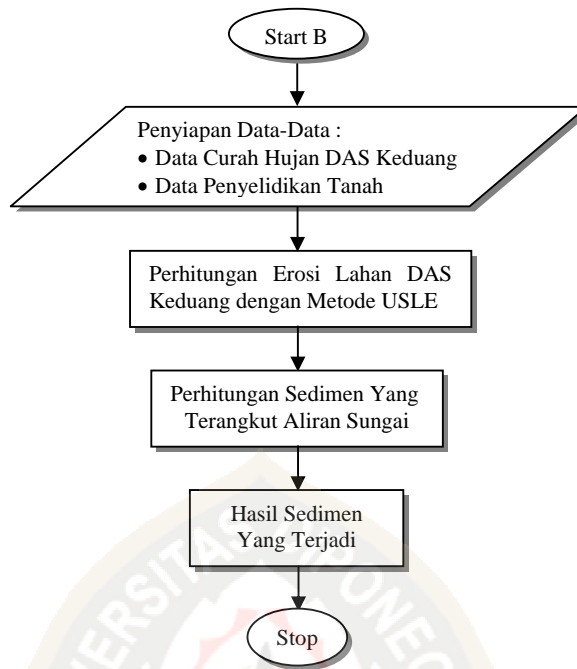 Start B
Penyiapan Data-Data :
• Data Curah Hujan DAS Keduang
• Data Penyelidikan Tanah
Perhitungan Erosi Lahan DAS
Keduang dengan Metode USLE
Perhitungan Sedimen Yang
Terangkut Aliran Sungai
Hasil Sedimen
Yang Terjadi
Stop